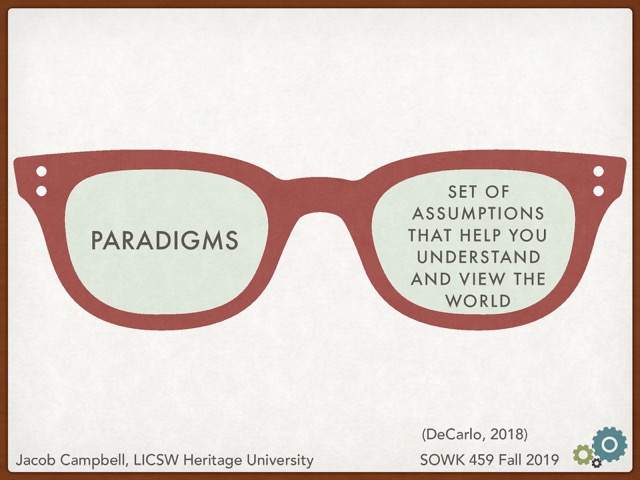 PARADIGMS
SET OF
ASSUMPTIONS
THAT HELP YOU
UNDERSTAND
AND VIEW THE
WORLD
(DeCarlo, 2018)
Jacob Campbell, LICSW Heritage University
SOWK 459 Fall 2019